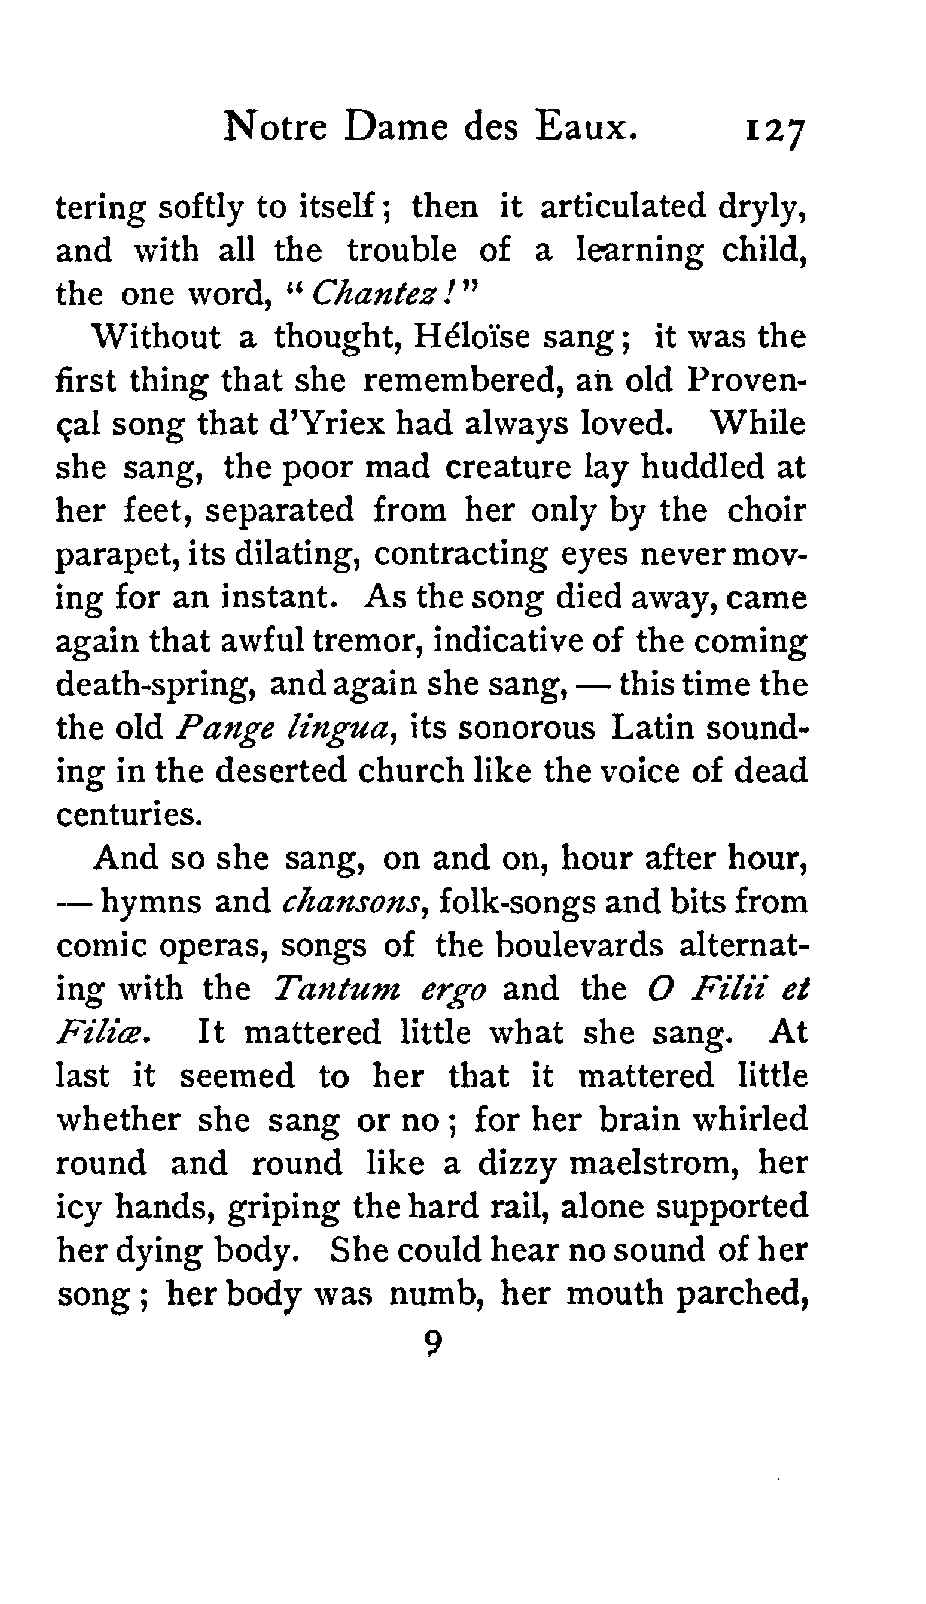 Notre Dame des Eaux. 127
tering softly to itself; then it articulated dryly,
and with all the trouble of a learning child,
the one word, "Chantez!"
Without a thought, Héloïse sang; it was the
first thing that she remembered, an old Proven-
çal song that d'Yriex had always loved. While
she sang, the poor mad creature lay huddled at
her feet, separated from her only by the choir
parapet, its dilating, contracting eyes never mov-
ing for an instant. As the song died away, came
again that awful tremor, indicative of the coming
death-spring, and again she sang, — this time the
the old Pange lingua, its sonorous Latin sound-
ing in the deserted church like the voice of dead
centuries.
And so she sang, on and on, hour after hour,
— hymns and chansons, folk-songs and bits from
comic operas, songs of the boulevards alternat-
ing with the Tantum ergo and the O Filii et
Filiæ. It mattered little what she sang. At
last it seemed to her that it mattered little
whether she sang or no; for her brain whirled
round and round like a dizzy maelstrom, her
icy hands, griping the hard rail, alone supported
her dying body. She could hear no sound of her
song; her body was numb, her mouth parched,
9